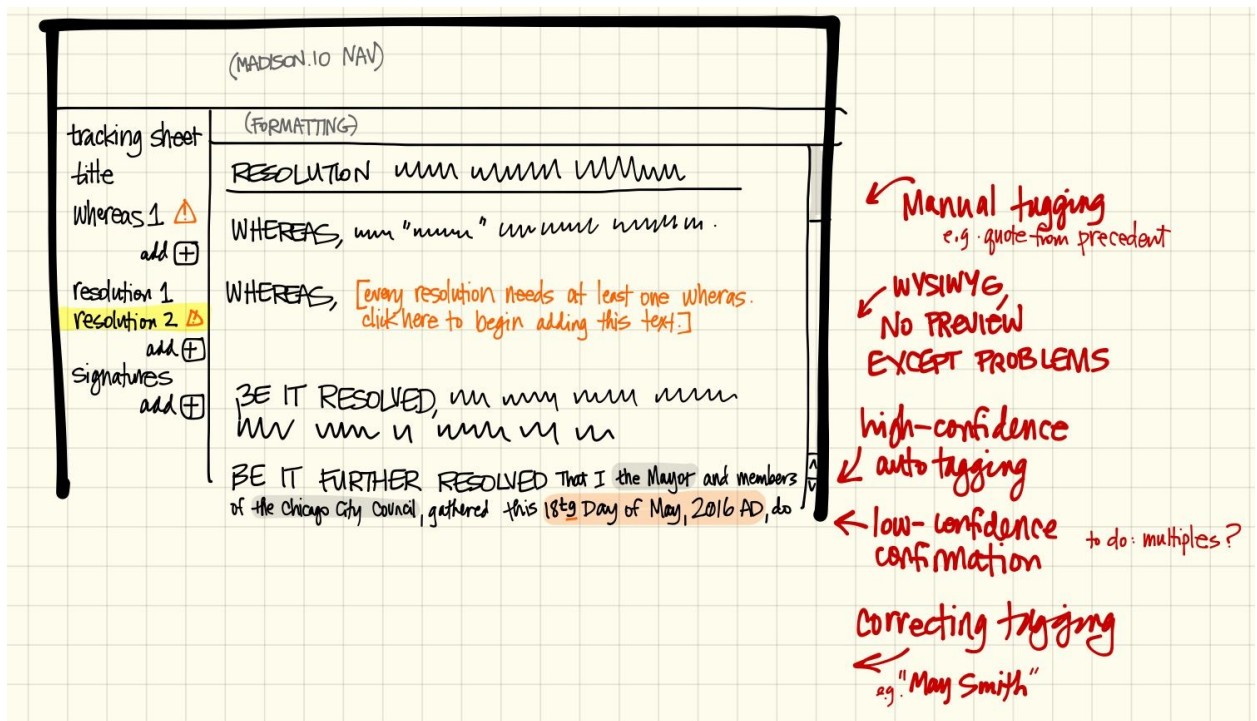 (MADISON.IO NAV)
tracking sheet
title
whereas 1
add +
resolution 1
resolution 2
add +
signatures
add +
(FORMATTING)
RESOLUTION
WHEREAS, " "
WHEREAS, [every resolution needs at least one wheras.
click here to begin adding this text.]
BE IT RESOLVED,
BE IT FURTHER RESOLVED That I the Mayor and members
of the Chicago City Council, gathered this 18tg Day of May, 2016 AD, do
Manual tagging
e.g. quote from precedent
WYSIWYG,
NO PREVIEW
EXCEPT PROBLEMS
high-confidence
auto tagging
low-confidence
confirmation
to do: multiples?
correcting tagging
eg. "May Smith"